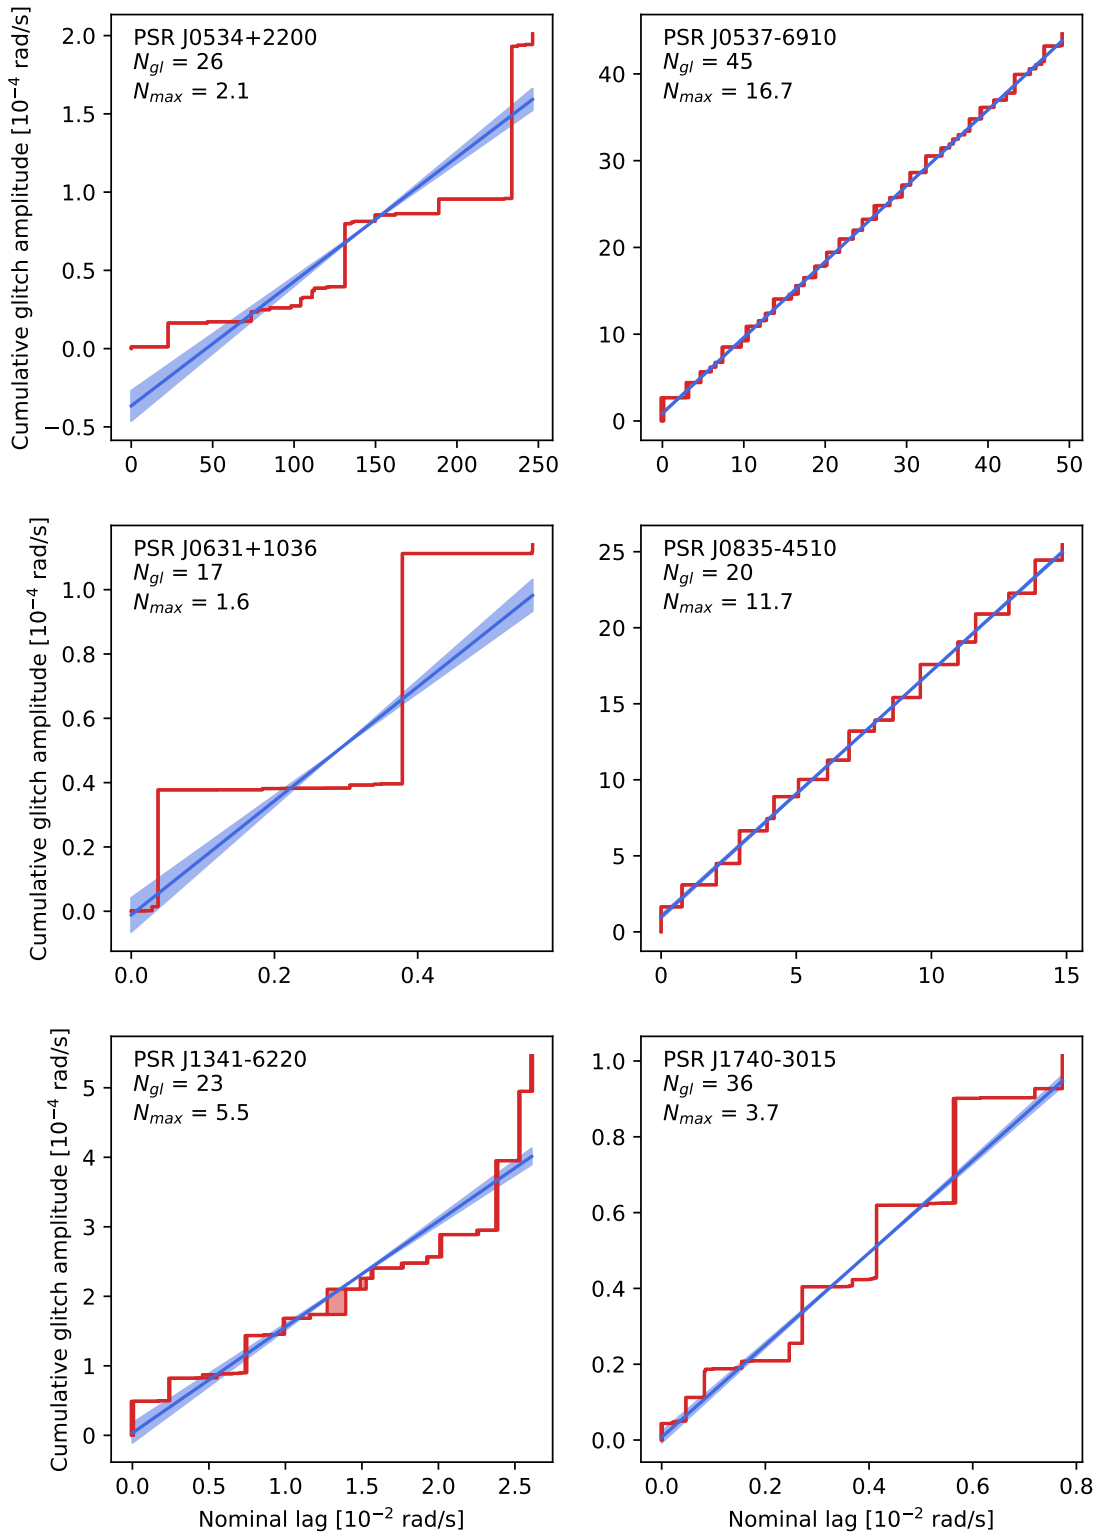 PSR J0534+2200
N_gl = 26
N_max = 2.1
Cumulative glitch amplitude [10⁻⁴ rad/s]
2.0
1.5
1.0
0.5
0.0
−0.5
0 50 100 150 200 250
PSR J0537-6910
N_gl = 45
N_max = 16.7
40
30
20
10
0
0 10 20 30 40 50
PSR J0631+1036
N_gl = 17
N_max = 1.6
Cumulative glitch amplitude [10⁻⁴ rad/s]
1.0
0.8
0.6
0.4
0.2
0.0
0.0 0.2 0.4
PSR J0835-4510
N_gl = 20
N_max = 11.7
25
20
15
10
5
0
0 5 10 15
PSR J1341-6220
N_gl = 23
N_max = 5.5
Cumulative glitch amplitude [10⁻⁴ rad/s]
5
4
3
2
1
0
0.0 0.5 1.0 1.5 2.0 2.5
Nominal lag [10⁻² rad/s]
PSR J1740-3015
N_gl = 36
N_max = 3.7
1.0
0.8
0.6
0.4
0.2
0.0
0.0 0.2 0.4 0.6 0.8
Nominal lag [10⁻² rad/s]